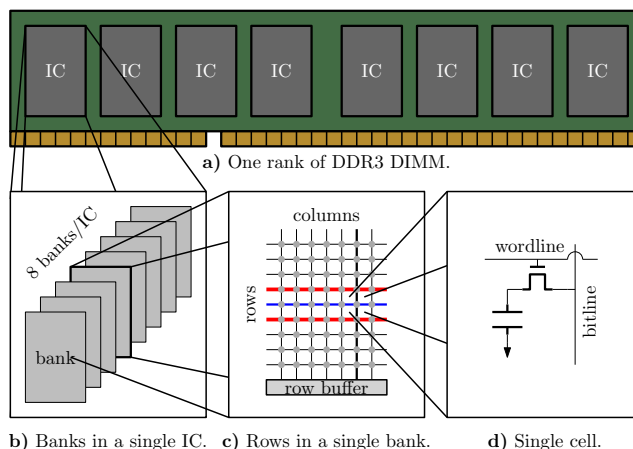 IC IC IC IC IC IC IC IC
a) One rank of DDR3 DIMM.
8 banks/IC
bank
columns
rows
row buffer
wordline
bitline
b) Banks in a single IC.
c) Rows in a single bank.
d) Single cell.